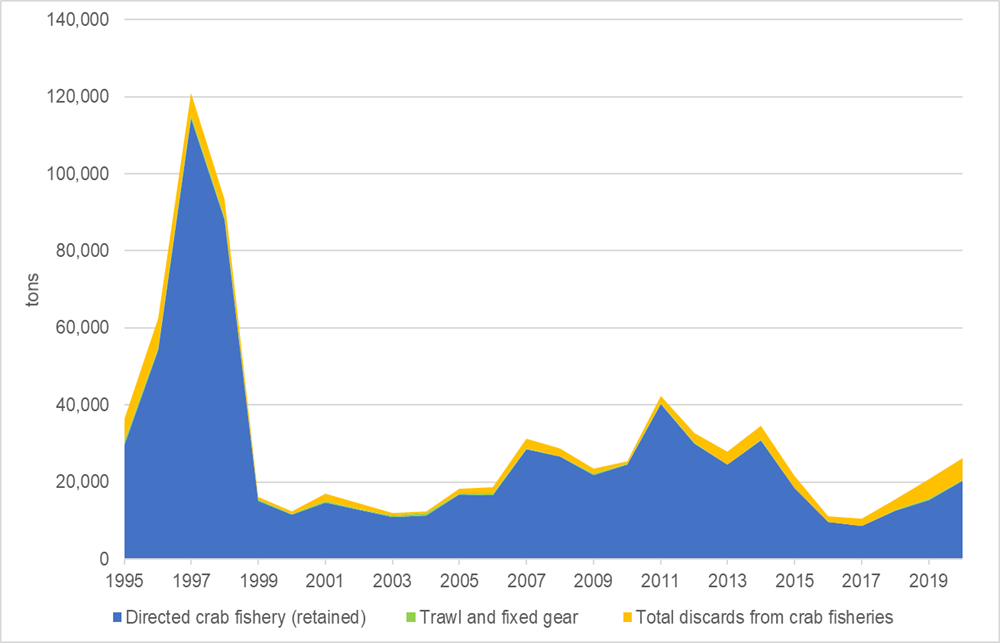 140,000
120,000
100,000
80,000
60,000
40,000
20,000
0
tons
1995 1997 1999 2001 2003 2005 2007 2009 2011 2013 2015 2017 2019
Directed crab fishery (retained) Trawl and fixed gear Total discards from crab fisheries